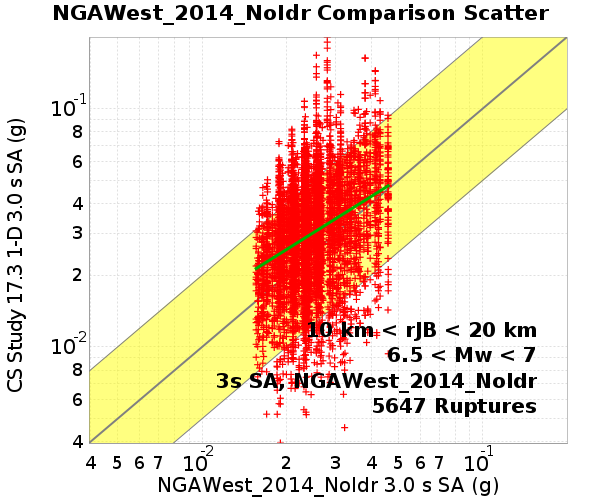 NGAWest_2014_NoIdr Comparison Scatter
CS Study 17.3 1-D 3.0 s SA (g)
10-1
8
6
4
3
2
10-2
8
6
4
10 km < rJB < 20 km
6.5 < Mw < 7
3s SA, NGAWest_2014_NoIdr
5647 Ruptures
4 5 6 7 10-2 2 3 4 5 6 7 10-1
NGAWest_2014_NoIdr 3.0 s SA (g)